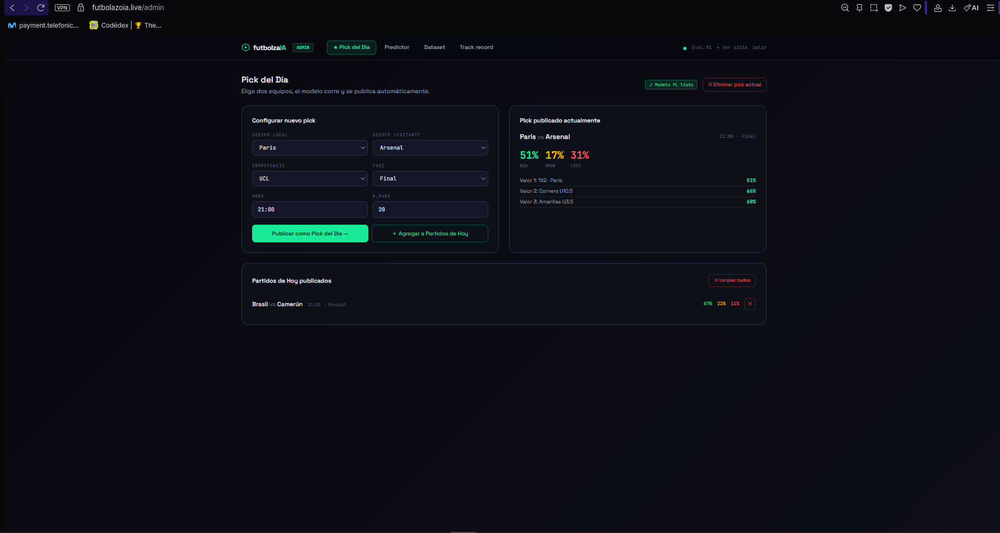 VPN futbolazoia.live/admin AI
payment.telefonic... Codédex | 🏆 The...
futbolzaIA ADMIN ★ Pick del Día Predictor Dataset Track record Eval #1 ← Ver sitio Salir
Pick del Día
Elige dos equipos, el modelo corre y se publica automáticamente.
✓ Modelo PL listo ✕ Eliminar pick actual
Configurar nuevo pick
EQUIPO LOCAL EQUIPO VISITANTE
Paris Arsenal
COMPETENCIA FASE
UCL Final
HORA N_RUNS
21:00 20
Publicar como Pick del Día → + Agregar a Partidos de Hoy
Pick publicado actualmente
Paris vs Arsenal 21:00 · Final
51% 17% 31%
WIN DRAW LOSS
Valor 1: 1X2 · Paris 51%
Valor 2: Corners U10.5 66%
Valor 3: Amarillas U3.5 68%
Partidos de Hoy publicados ✕ Limpiar todos
Brasil vs Camerún 21:00 · Mundial 67% 22% 11% ✕